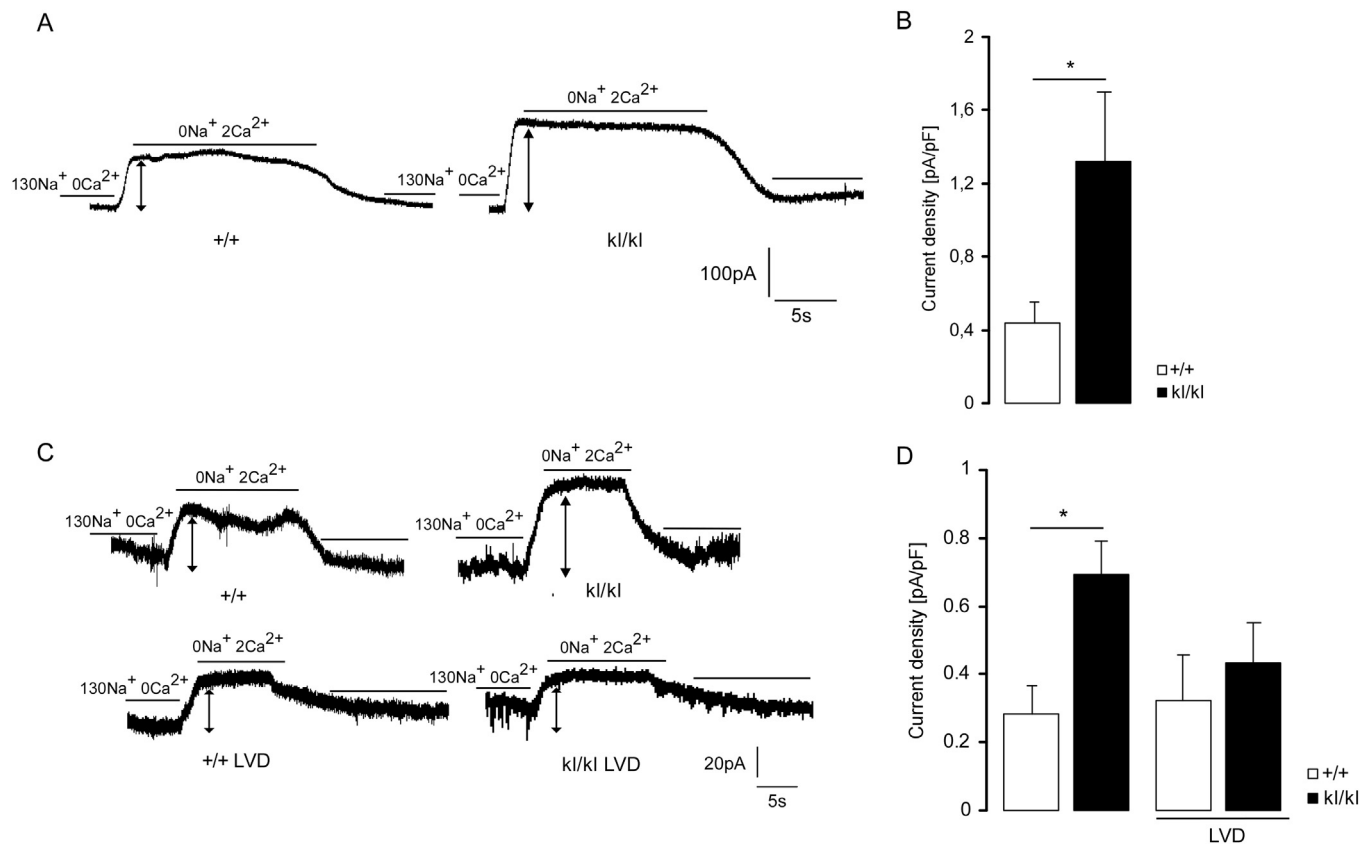 A
0Na+ 2Ca2+
130Na+ 0Ca2+
+/+
0Na+ 2Ca2+
130Na+ 0Ca2+
kl/kl
100pA
5s
B
Current density [pA/pF]
2
1,6
1,2
0,8
0,4
0
*
+/+
kl/kl
C
0Na+ 2Ca2+
130Na+ 0Ca2+
+/+
0Na+ 2Ca2+
130Na+ 0Ca2+
kl/kl
0Na+ 2Ca2+
130Na+ 0Ca2+
+/+ LVD
0Na+ 2Ca2+
130Na+ 0Ca2+
kl/kl LVD
20pA
5s
D
Current density [pA/pF]
1
0.8
0.6
0.4
0.2
0
*
LVD
+/+
kl/kl